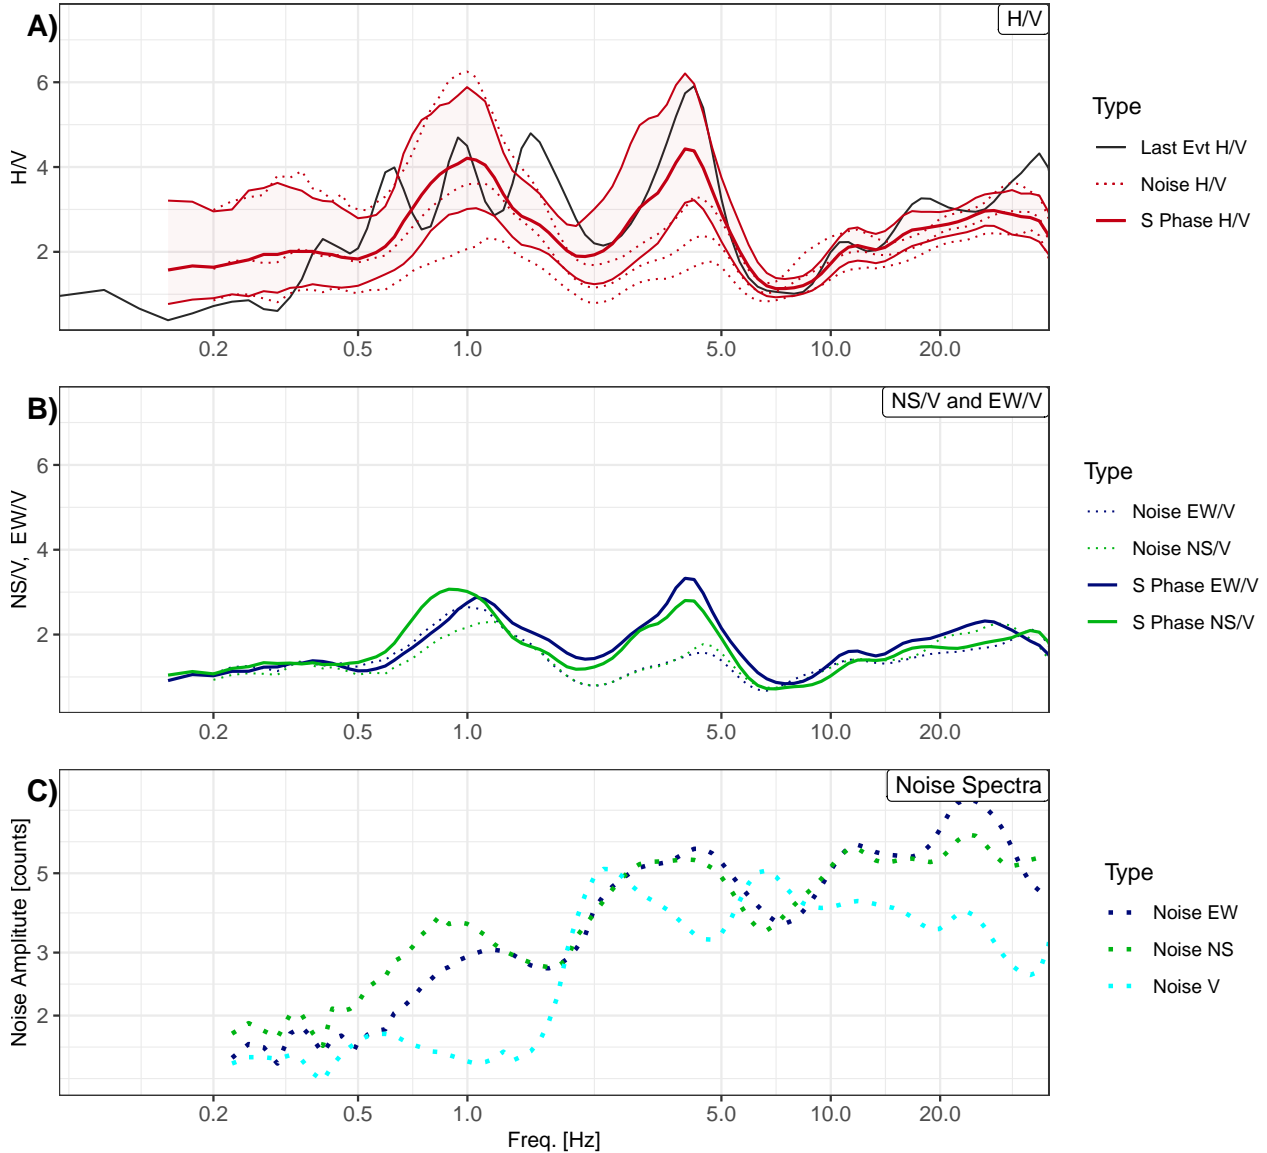 A)
H/V
6
4
2
H/V
0.2 0.5 1.0 5.0 10.0 20.0
Type
Last Evt H/V
Noise H/V
S Phase H/V
B)
NS/V and EW/V
6
4
2
NS/V, EW/V
0.2 0.5 1.0 5.0 10.0 20.0
Type
Noise EW/V
Noise NS/V
S Phase EW/V
S Phase NS/V
C)
Noise Spectra
5
3
2
Noise Amplitude [counts]
0.2 0.5 1.0 5.0 10.0 20.0
Freq. [Hz]
Type
Noise EW
Noise NS
Noise V